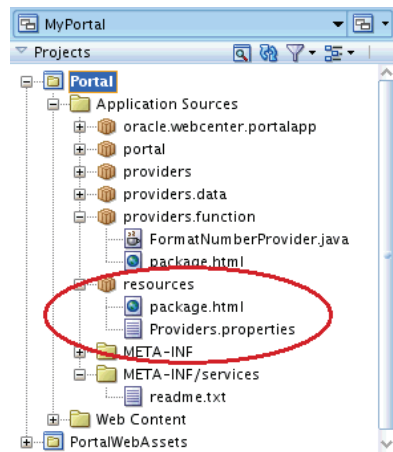 MyPortal
Projects
Portal
Application Sources
oracle.webcenter.portalapp
portal
providers
providers.data
providers.function
FormatNumberProvider.java
package.html
resources
package.html
Providers.properties
META-INF
META-INF/services
readme.txt
Web Content
PortalWebAssets